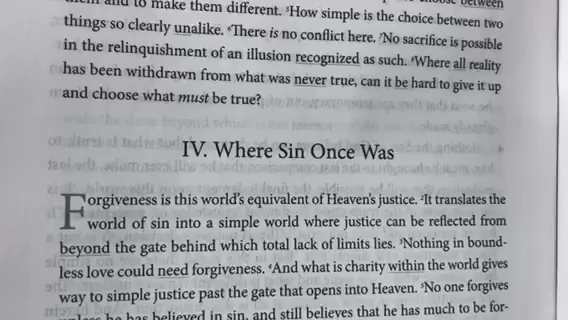 them and to make them different. ⁵How simple is the choice between two
things so clearly unalike. ⁶There is no conflict here. ⁷No sacrifice is possible
in the relinquishment of an illusion recognized as such. ⁸Where all reality
has been withdrawn from what was never true, can it be hard to give it up
and choose what must be true?
IV. Where Sin Once Was
Forgiveness is this world's equivalent of Heaven's justice. ²It translates the
world of sin into a simple world where justice can be reflected from
beyond the gate behind which total lack of limits lies. ³Nothing in bound-
less love could need forgiveness. ⁴And what is charity within the world gives
way to simple justice past the gate that opens into Heaven. ⁵No one forgives
unless he has believed in sin, and still believes that he has much to be for-